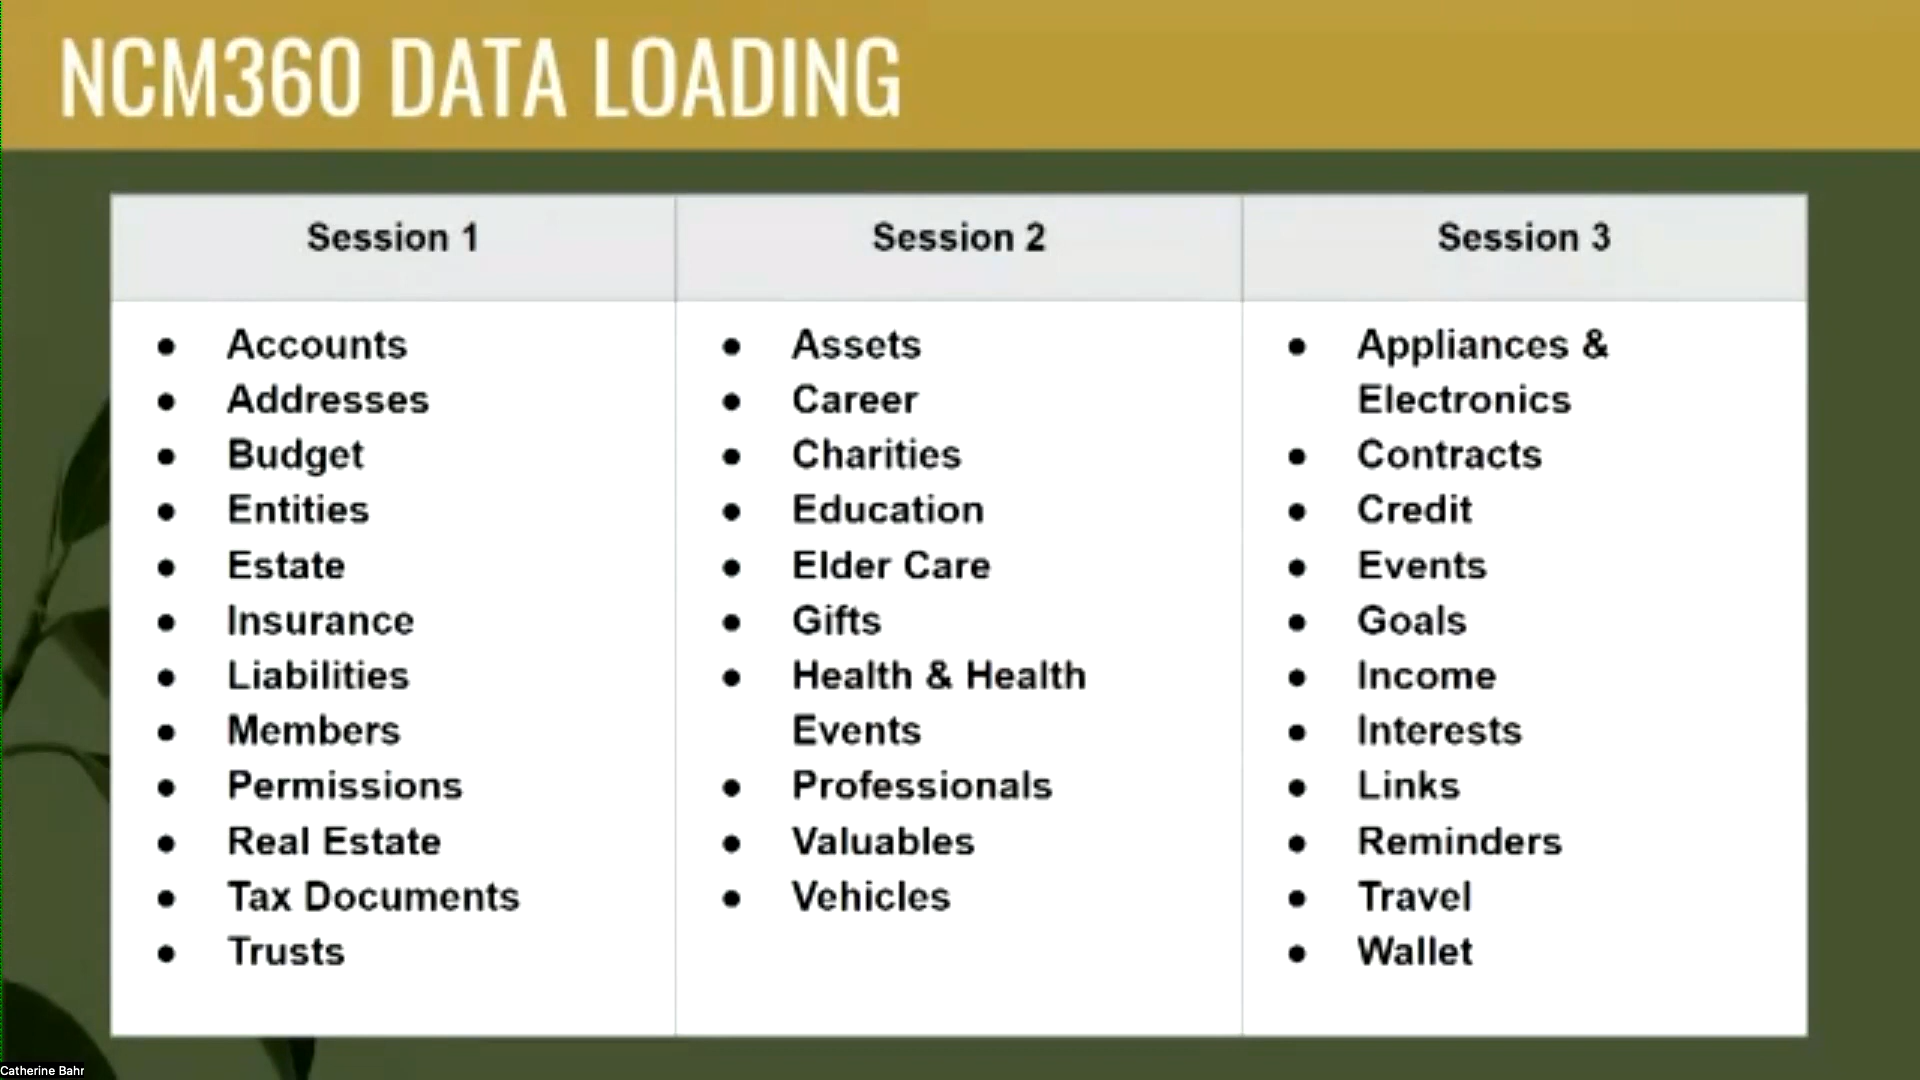 NCM360 DATA LOADING
Session 1
Session 2
Session 3
● Accounts
● Addresses
● Budget
● Entities
● Estate
● Insurance
● Liabilities
● Members
● Permissions
● Real Estate
● Tax Documents
● Trusts
● Assets
● Career
● Charities
● Education
● Elder Care
● Gifts
● Health & Health
Events
● Professionals
● Valuables
● Vehicles
● Appliances &
Electronics
● Contracts
● Credit
● Events
● Goals
● Income
● Interests
● Links
● Reminders
● Travel
● Wallet
Catherine Bahr